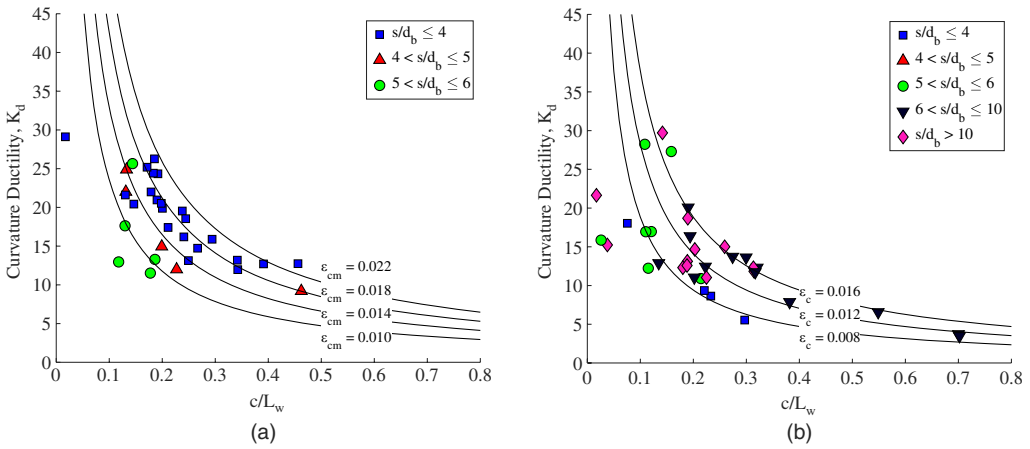 45
40
35
30
25
20
15
10
5
0
Curvature Ductility, K_d
s/d_b ≤ 4
4 < s/d_b ≤ 5
5 < s/d_b ≤ 6
ε_cm = 0.022
ε_cm = 0.018
ε_cm = 0.014
ε_cm = 0.010
0 0.1 0.2 0.3 0.4 0.5 0.6 0.7 0.8
c/L_w
(a)
45
40
35
30
25
20
15
10
5
0
Curvature Ductility, K_d
s/d_b ≤ 4
4 < s/d_b ≤ 5
5 < s/d_b ≤ 6
6 < s/d_b ≤ 10
s/d_b > 10
ε_c = 0.016
ε_c = 0.012
ε_c = 0.008
0 0.1 0.2 0.3 0.4 0.5 0.6 0.7 0.8
c/L_w
(b)